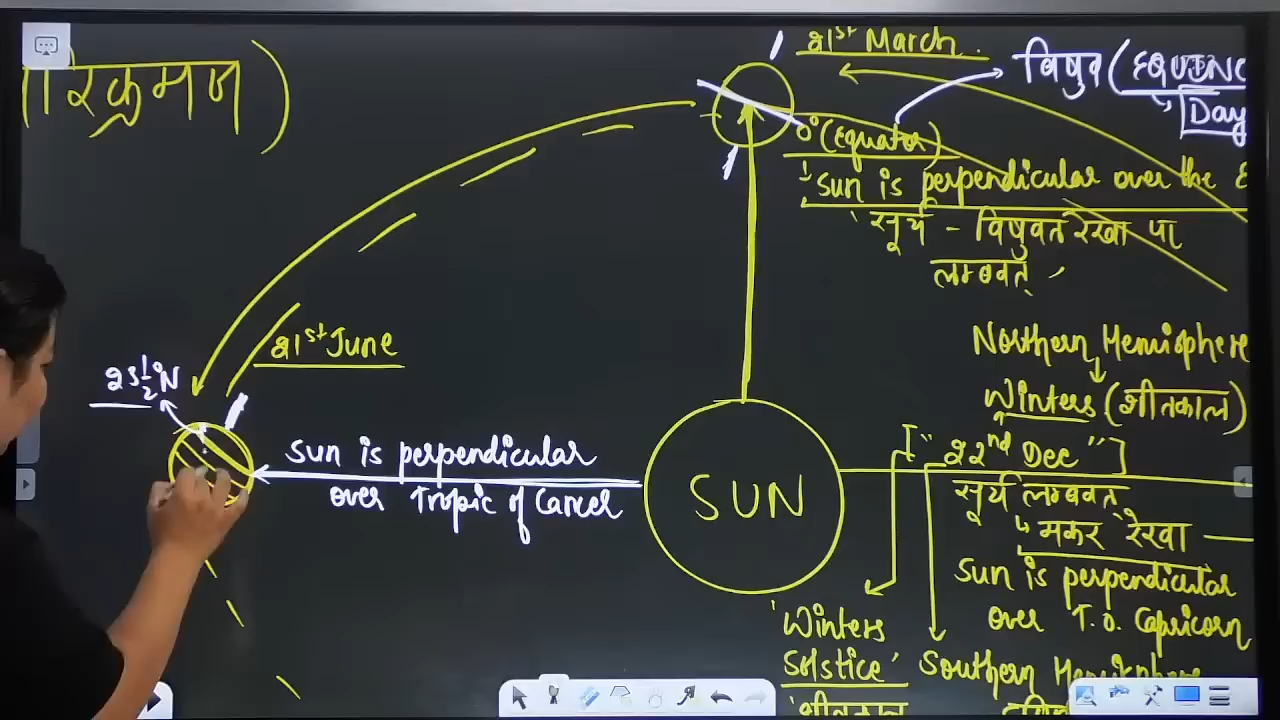 परिक्रमण)
21st March
विषुव (EQUINO
Day
0° (Equator)
Sun is perpendicular over the E
सूर्य - विषुवत रेखा पर
लम्बवत्
21st June
23 1/2° N
Sun is perpendicular
over Tropic of Cancer
SUN
Northern Hemisphere
Winters (शीतकाल)
["22nd Dec"]
सूर्य लम्बवत्
मकर रेखा
Sun is perpendicular
over T.O. Capricorn
'Winters
Solstice'
Southern Hemisphere